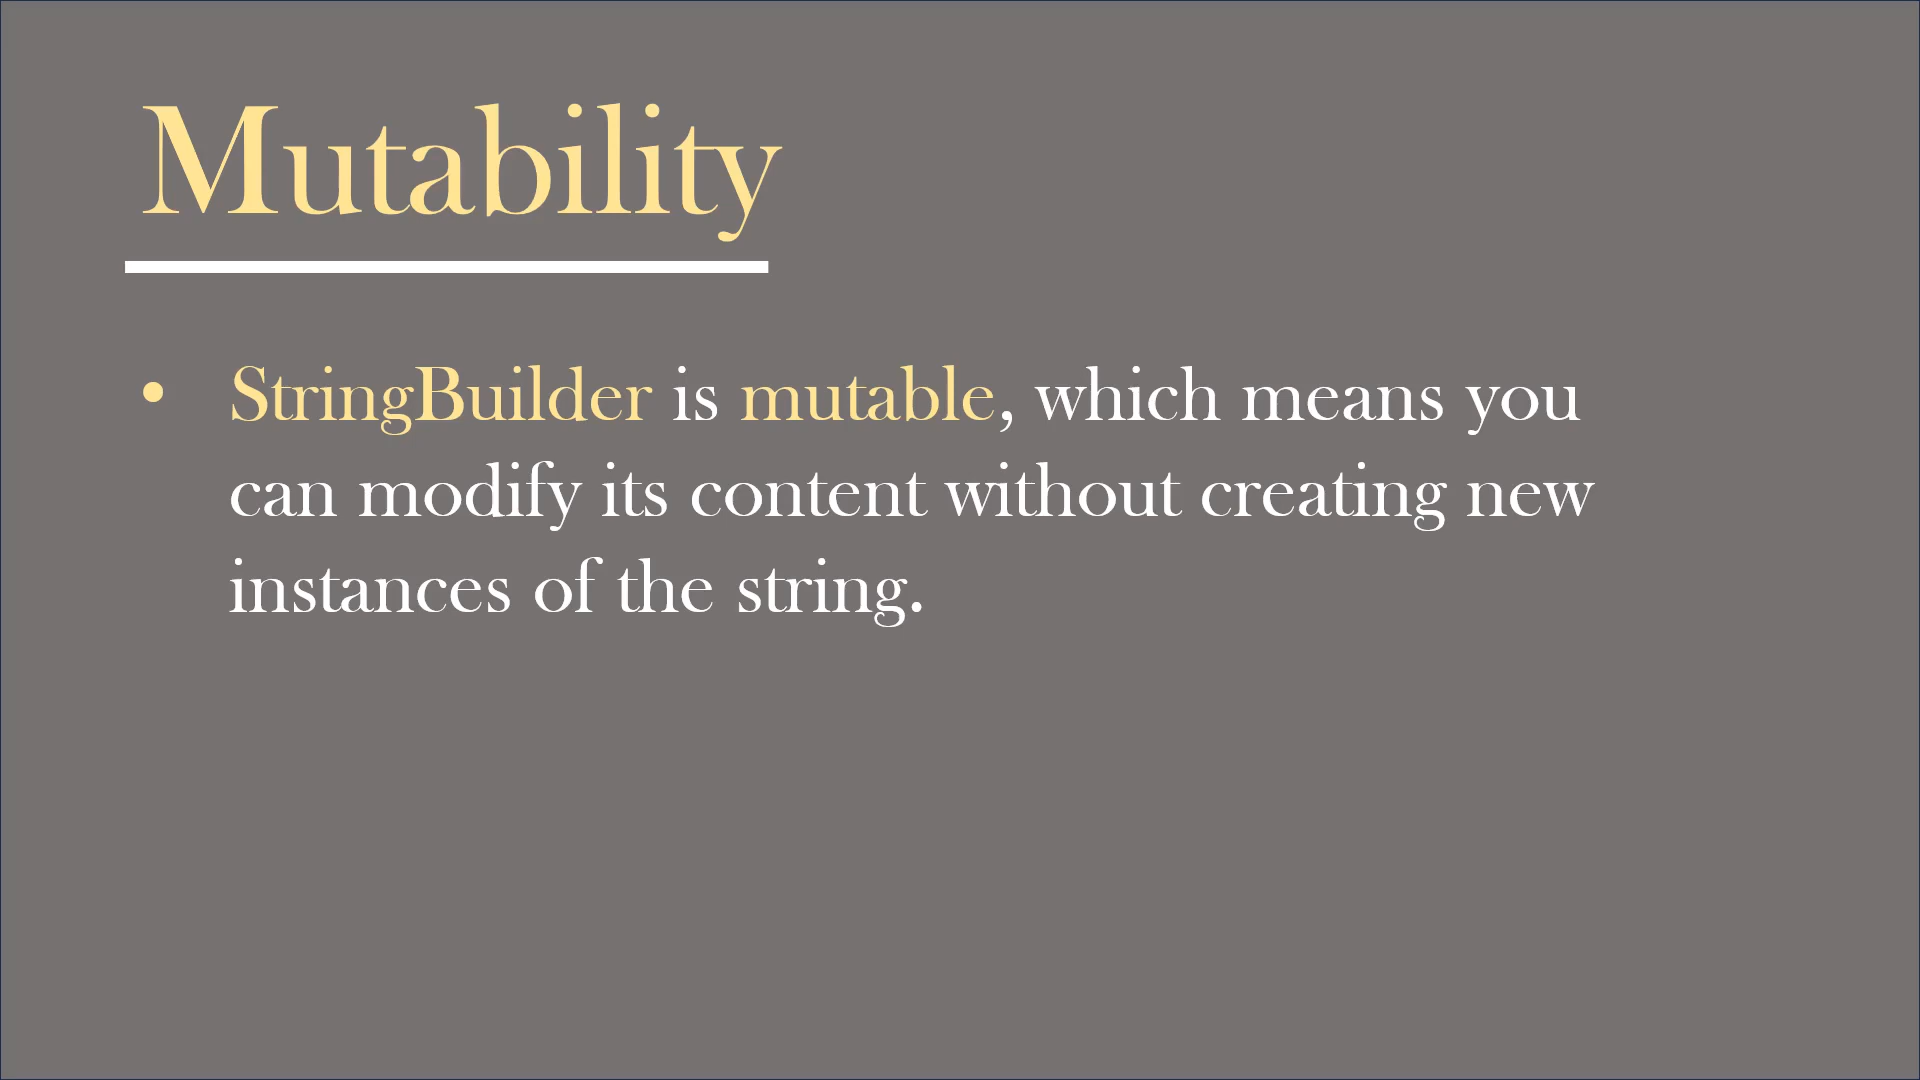 Mutability
• StringBuilder is mutable, which means you
can modify its content without creating new
instances of the string.